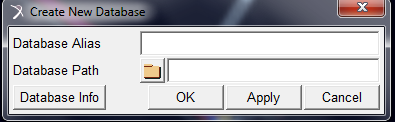 Create New Database
Database Alias
Database Path
Database Info OK Apply Cancel